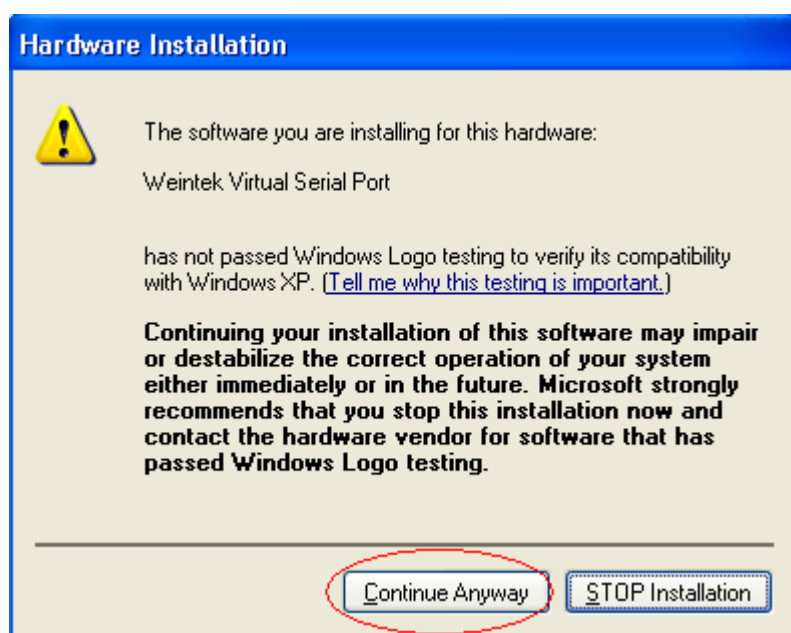 Hardware Installation
The software you are installing for this hardware:
Weintek Virtual Serial Port
has not passed Windows Logo testing to verify its compatibility
with Windows XP. (Tell me why this testing is important.)
Continuing your installation of this software may impair
or destabilize the correct operation of your system
either immediately or in the future. Microsoft strongly
recommends that you stop this installation now and
contact the hardware vendor for software that has
passed Windows Logo testing.
Continue Anyway STOP Installation